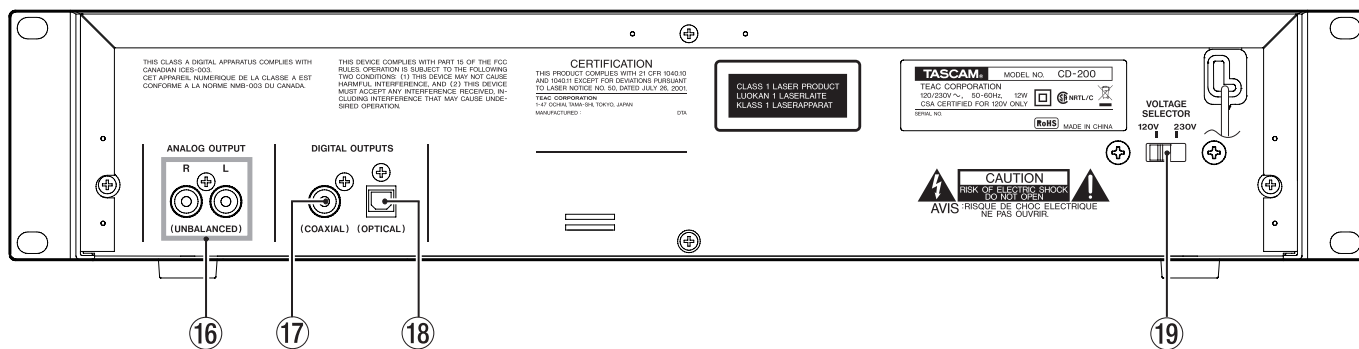 THIS CLASS A DIGITAL APPARATUS COMPLIES WITH
CANADIAN ICES-003.
CET APPAREIL NUMERIQUE DE LA CLASSE A EST
CONFORME A LA NORME NMB-003 DU CANADA.
THIS DEVICE COMPLIES WITH PART 15 OF THE FCC
RULES. OPERATION IS SUBJECT TO THE FOLLOWING
TWO CONDITIONS: (1) THIS DEVICE MAY NOT CAUSE
HARMFUL INTERFERENCE, AND (2) THIS DEVICE
MUST ACCEPT ANY INTERFERENCE RECEIVED, IN-
CLUDING INTERFERENCE THAT MAY CAUSE UNDE-
SIRED OPERATION.
CERTIFICATION
THIS PRODUCT COMPLIES WITH 21 CFR 1040.10
AND 1040.11 EXCEPT FOR DEVIATIONS PURSUANT
TO LASER NOTICE NO. 50, DATED JULY 26, 2001.
TEAC CORPORATION
1-47 OCHIAI, TAMA-SHI, TOKYO, JAPAN
MANUFACTURED : DTA
CLASS 1 LASER PRODUCT
LUOKAN 1 LASERLAITE
KLASS 1 LASERAPPARAT
TASCAM® MODEL NO. CD-200
TEAC CORPORATION
120/230V ~, 50-60Hz, 12W
CSA CERTIFIED FOR 120V ONLY
NRTL/C
SERIAL NO.
RoHS MADE IN CHINA
VOLTAGE
SELECTOR
120V 230V
ANALOG OUTPUT
R L
(UNBALANCED)
DIGITAL OUTPUTS
(COAXIAL) (OPTICAL)
CAUTION
RISK OF ELECTRIC SHOCK
DO NOT OPEN
AVIS : RISQUE DE CHOC ELECTRIQUE
NE PAS OUVRIR.
16 17 18 19